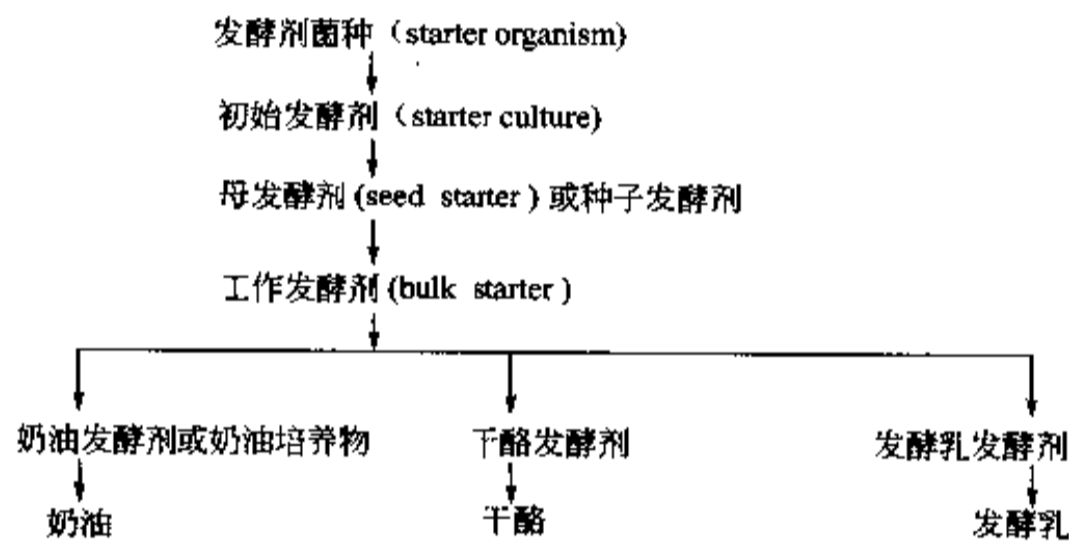 发酵剂菌种（starter organism)
初始发酵剂（starter culture)
母发酵剂 (seed starter ) 或种子发酵剂
工作发酵剂 (bulk starter )
奶油发酵剂或奶油培养物 干酪发酵剂 发酵乳发酵剂
奶油 干酪 发酵乳